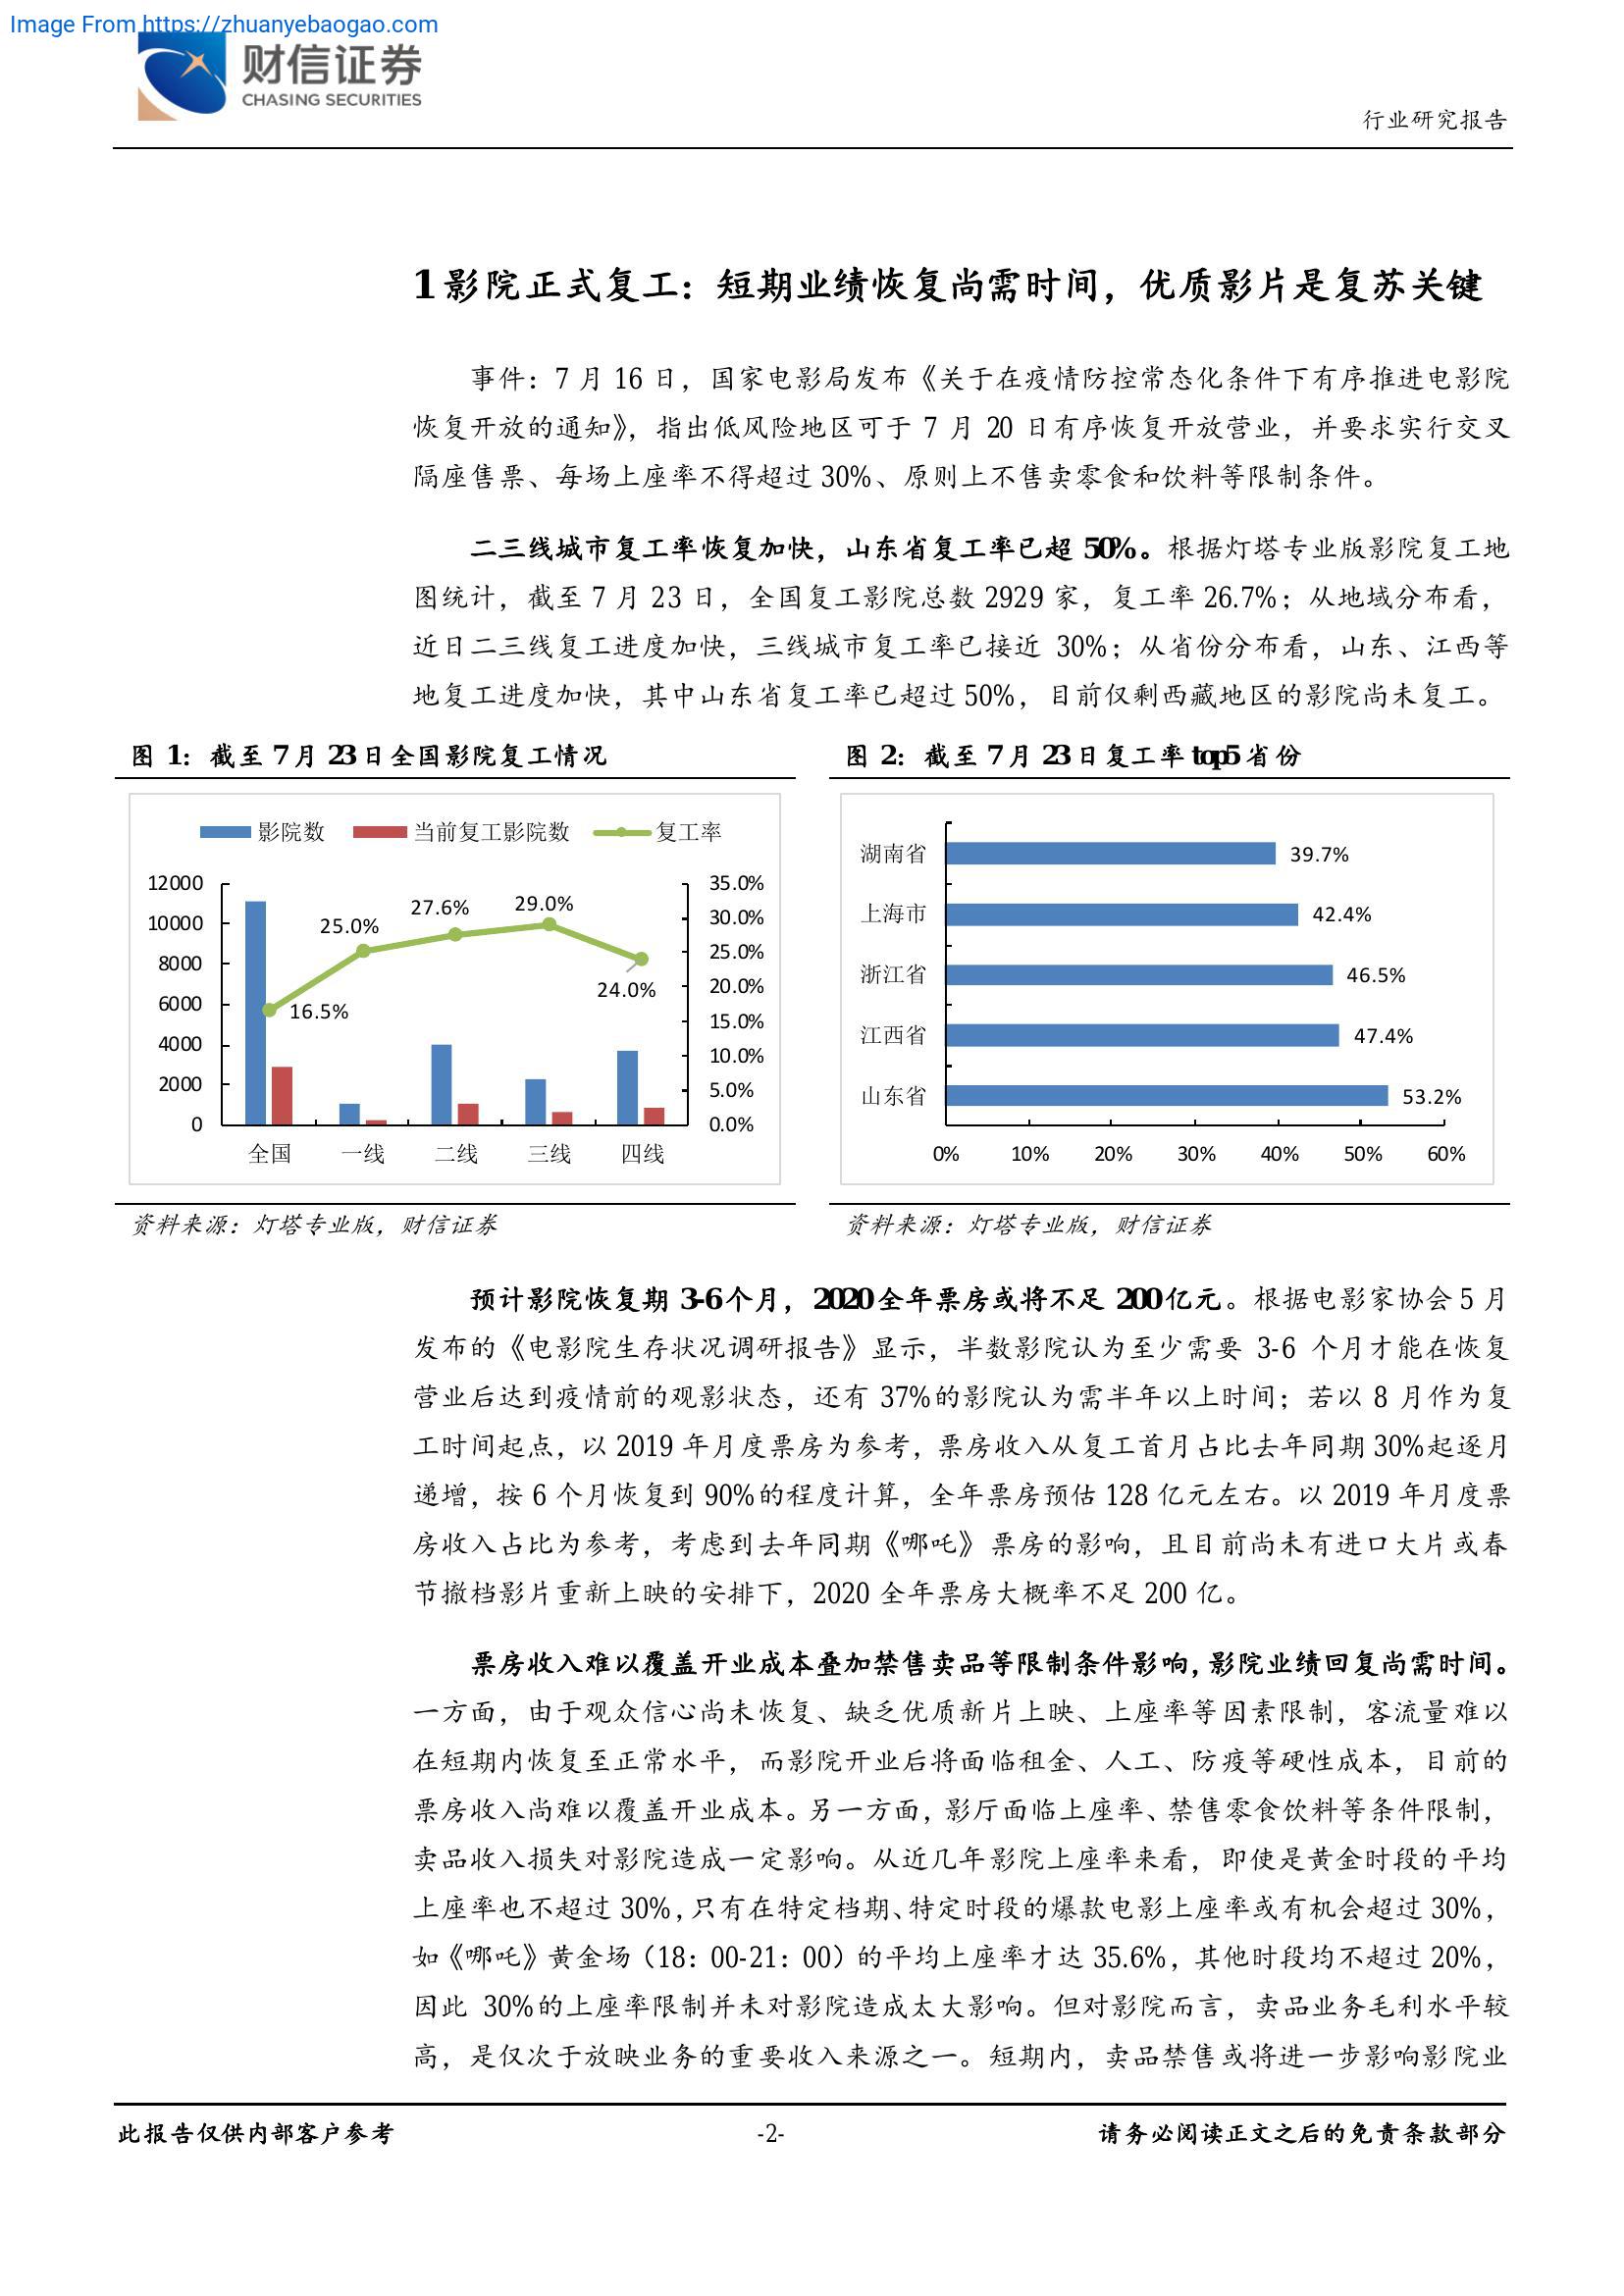 Image From https://zhuanyebaogao.com
财信证券
CHASING SECURITIES
行业研究报告
1 影院正式复工：短期业绩恢复尚需时间，优质影片是复苏关键
事件：7 月 16 日，国家电影局发布《关于在疫情防控常态化条件下有序推进电影院
恢复开放的通知》，指出低风险地区可于 7 月 20 日有序恢复开放营业，并要求实行交叉
隔座售票、每场上座率不得超过 30%、原则上不售卖零食和饮料等限制条件。
二三线城市复工率恢复加快，山东省复工率已超 50%。根据灯塔专业版影院复工地
图统计，截至 7 月 23 日，全国复工影院总数 2929 家，复工率 26.7%；从地域分布看，
近日二三线复工进度加快，三线城市复工率已接近 30%；从省份分布看，山东、江西等
地复工进度加快，其中山东省复工率已超过 50%，目前仅剩西藏地区的影院尚未复工。
图 1：截至 7 月 23 日全国影院复工情况
影院数 当前复工影院数 复工率
12000
10000
8000
6000
4000
2000
0
35.0%
30.0%
25.0%
20.0%
15.0%
10.0%
5.0%
0.0%
16.5%
25.0%
27.6%
29.0%
24.0%
全国 一线 二线 三线 四线
资料来源：灯塔专业版，财信证券
图 2：截至 7 月 23 日复工率 top5 省份
湖南省 39.7%
上海市 42.4%
浙江省 46.5%
江西省 47.4%
山东省 53.2%
0% 10% 20% 30% 40% 50% 60%
资料来源：灯塔专业版，财信证券
预计影院恢复期 3-6 个月，2020 全年票房或将不足 200 亿元。根据电影家协会 5 月
发布的《电影院生存状况调研报告》显示，半数影院认为至少需要 3-6 个月才能在恢复
营业后达到疫情前的观影状态，还有 37%的影院认为需半年以上时间；若以 8 月作为复
工时间起点，以 2019 年月度票房为参考，票房收入从复工首月占比去年同期 30%起逐月
递增，按 6 个月恢复到 90%的程度计算，全年票房预估 128 亿元左右。以 2019 年月度票
房收入占比为参考，考虑到去年同期《哪吒》票房的影响，且目前尚未有进口大片或春
节撤档影片重新上映的安排下，2020 全年票房大概率不足 200 亿。
票房收入难以覆盖开业成本叠加禁售卖品等限制条件影响，影院业绩回复尚需时间。
一方面，由于观众信心尚未恢复、缺乏优质新片上映、上座率等因素限制，客流量难以
在短期内恢复至正常水平，而影院开业后将面临租金、人工、防疫等硬性成本，目前的
票房收入尚难以覆盖开业成本。另一方面，影厅面临上座率、禁售零食饮料等条件限制，
卖品收入损失对影院造成一定影响。从近几年影院上座率来看，即使是黄金时段的平均
上座率也不超过 30%，只有在特定档期、特定时段的爆款电影上座率或有机会超过 30%，
如《哪吒》黄金场（18：00-21：00）的平均上座率才达 35.6%，其他时段均不超过 20%，
因此 30%的上座率限制并未对影院造成太大影响。但对影院而言，卖品业务毛利水平较
高，是仅次于放映业务的重要收入来源之一。短期内，卖品禁售或将进一步影响影院业
此报告仅供内部客户参考
-2-
请务必阅读正文之后的免责条款部分